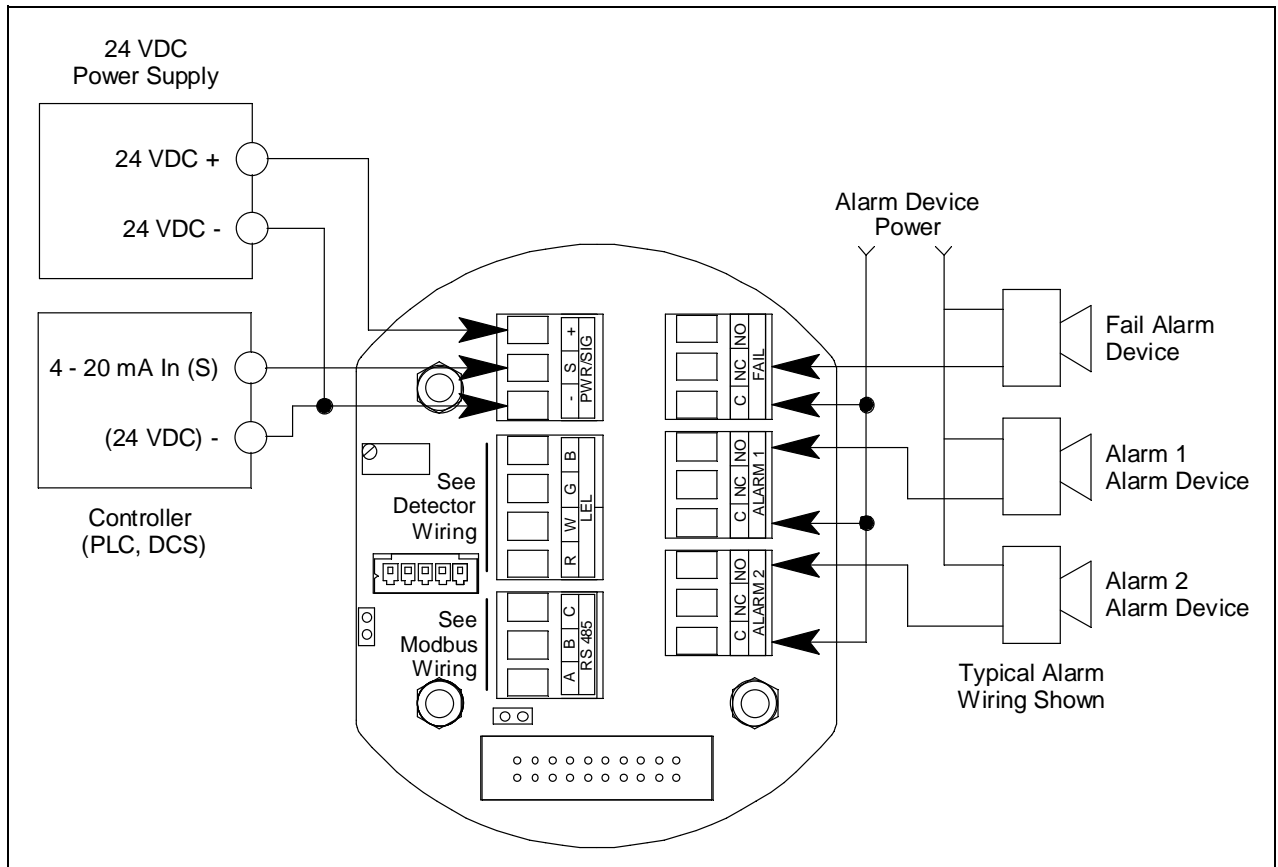 24 VDC
Power Supply
24 VDC +
24 VDC -
4 - 20 mA In (S)
(24 VDC) -
Controller
(PLC, DCS)
+
S
-
PWR/SIG
See
Detector
Wiring
B
G
W
R
LEL
See
Modbus
Wiring
C
B
A
RS 485
NO
NC
C
FAIL
NO
NC
C
ALARM 1
NO
NC
C
ALARM 2
Alarm Device
Power
Fail Alarm
Device
Alarm 1
Alarm Device
Alarm 2
Alarm Device
Typical Alarm
Wiring Shown